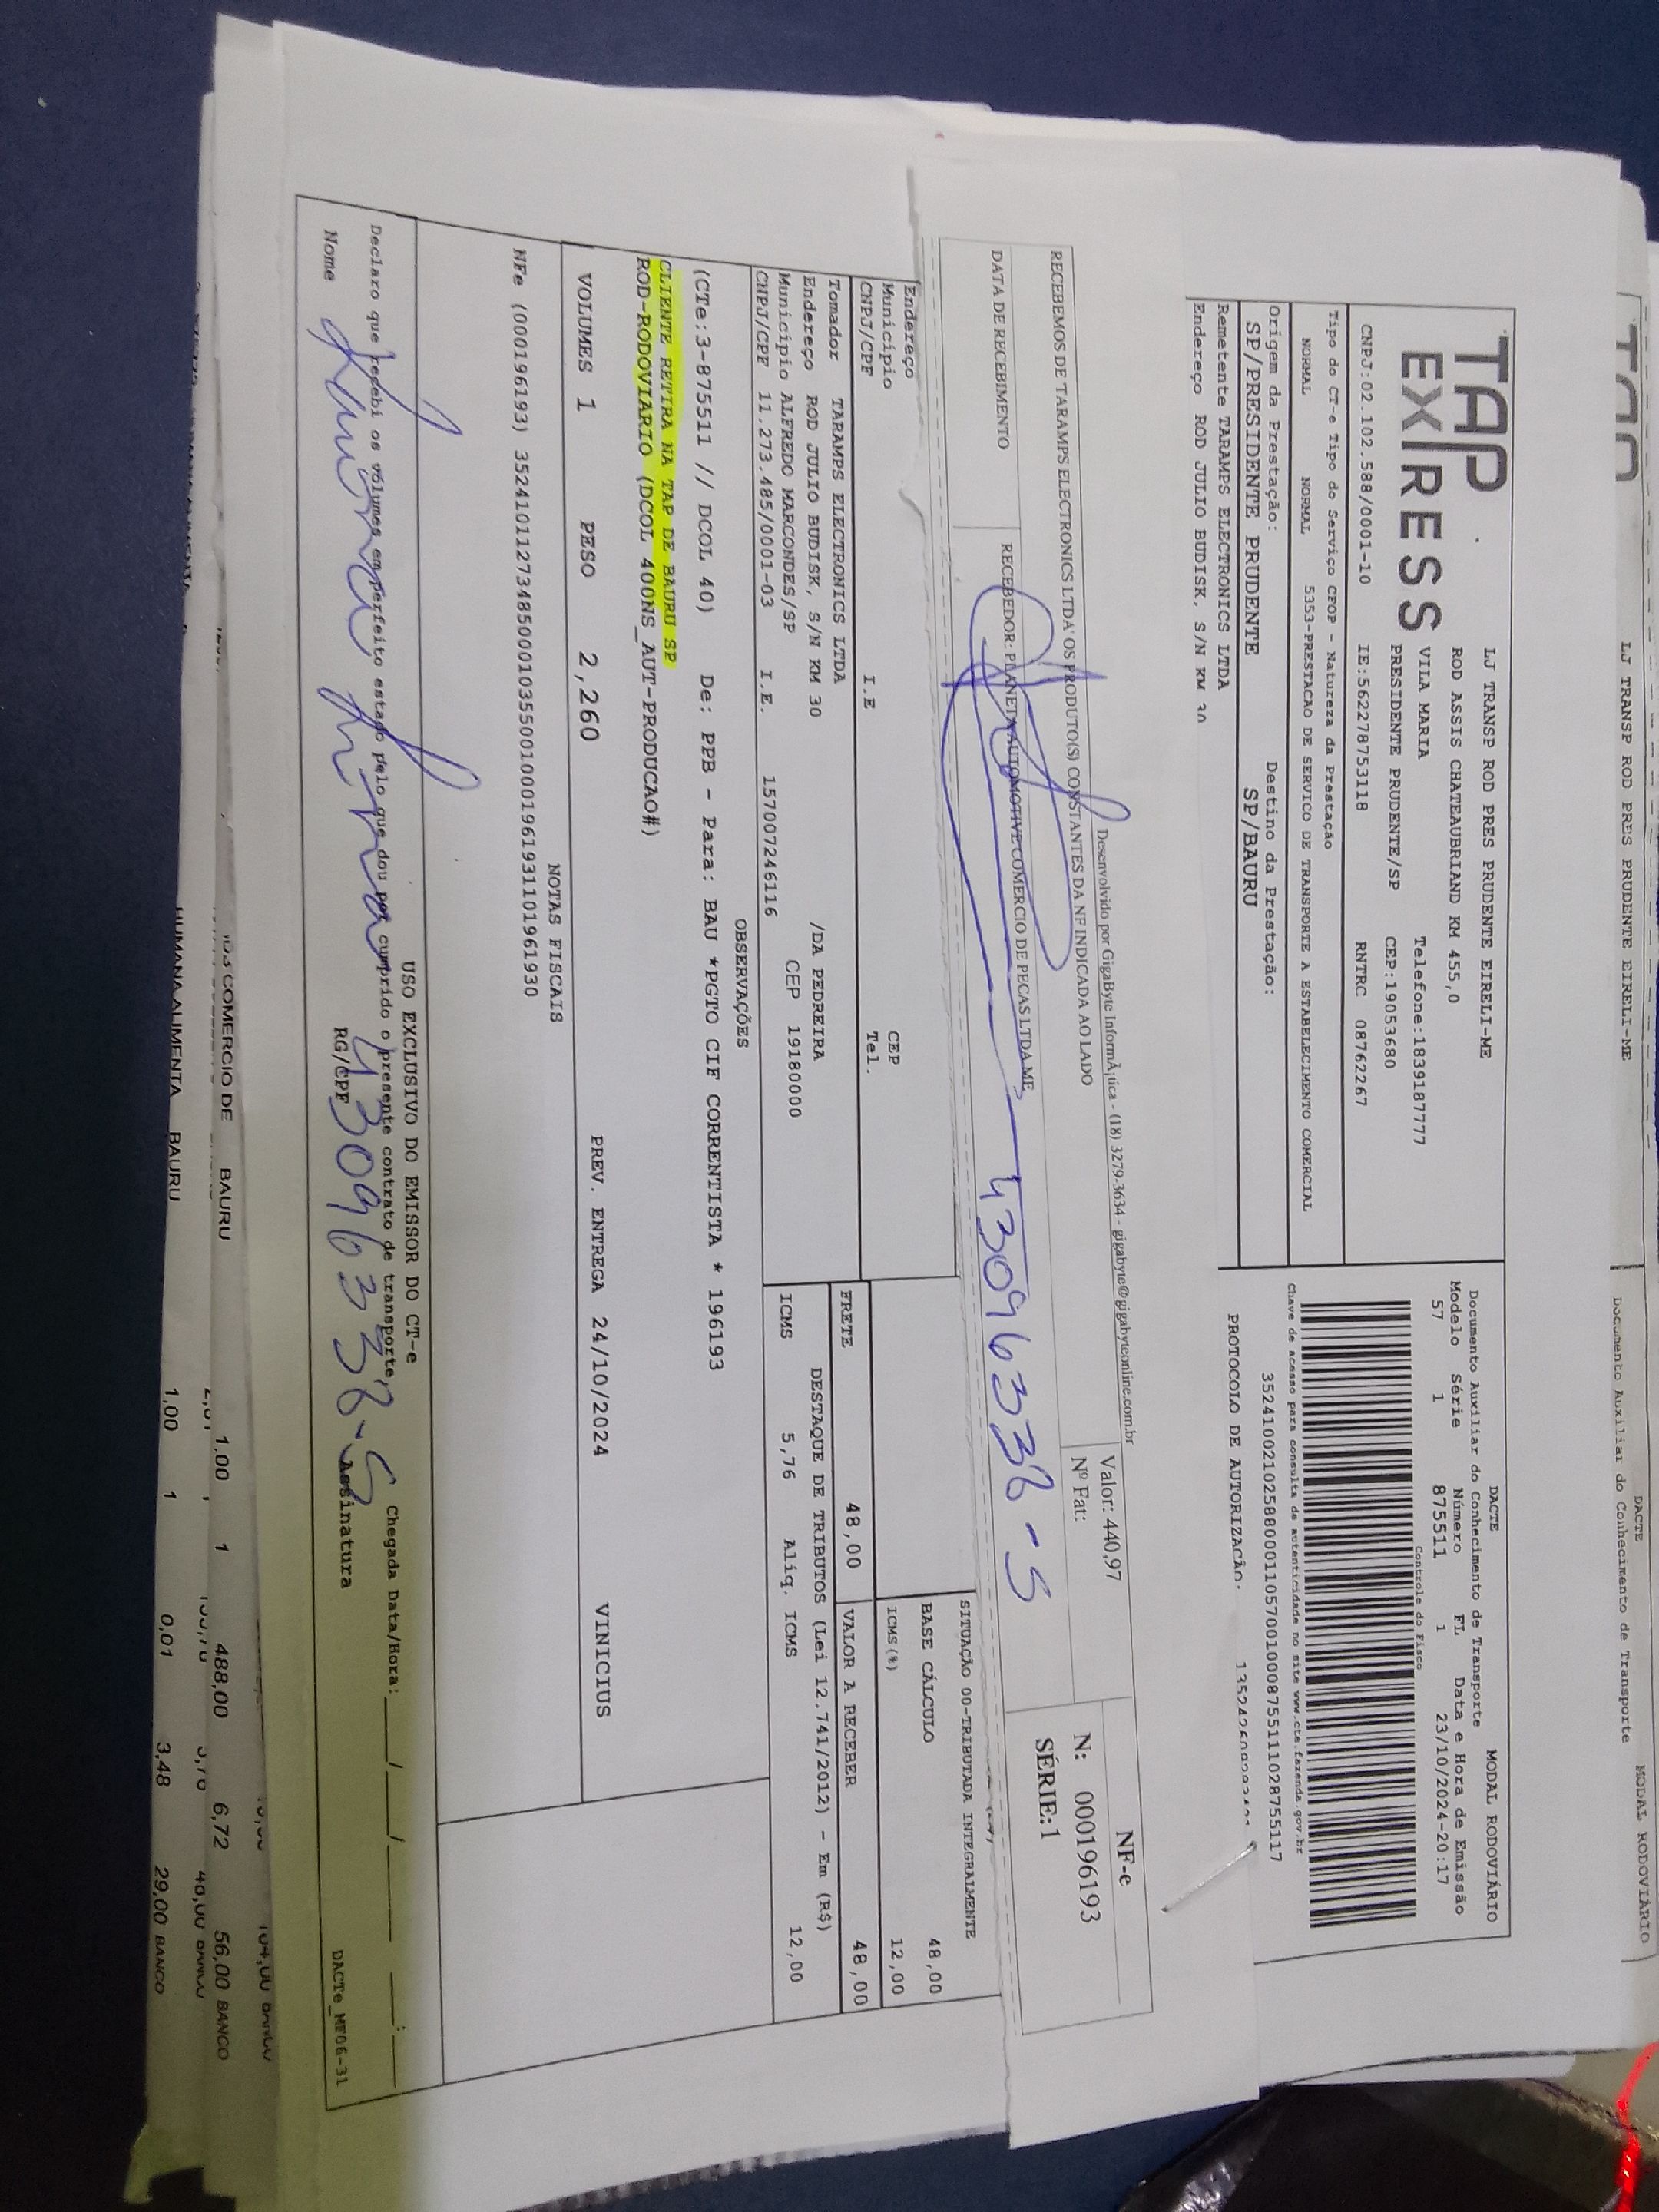 LJ TRANSP ROD PRES PRUDENTE EIRELI-ME
DACTE
MODAL RODOVIÁRIO
Documento Auxiliar do Conhecimento de Transporte
TAP
EXPRESS
LJ TRANSP ROD PRES PRUDENTE EIRELI-ME
ROD ASSIS CHATEAUBRIAND KM 455,0
VILA MARIA Telefone:1839187777
PRESIDENTE PRUDENTE/SP CEP:19053680
CNPJ:02.102.588/0001-10 IE:562278753118 RNTRC 08762267
DACTE MODAL RODOVIÁRIO
Documento Auxiliar do Conhecimento de Transporte
Modelo Série Número FL Data e Hora de Emissão
57 1 875511 1 23/10/2024-20:17
Controle do Fisco
Tipo do CT-e Tipo do Serviço CFOP - Natureza da Prestação
NORMAL NORMAL 5353-PRESTACAO DE SERVICO DE TRANSPORTE A ESTABELECIMENTO COMERCIAL
Chave de acesso para consulta de autenticidade no site www.cte.fazenda.gov.br
35241002102588000110570010008755111028755117
Origem da Prestação: Destino da Prestação:
SP/PRESIDENTE PRUDENTE SP/BAURU
PROTOCOLO DE AUTORIZAÇÃO.
Remetente TARAMPS ELECTRONICS LTDA
Endereço ROD JULIO BUDISK, S/N KM 30
Desenvolvido por GigaByte InformÃ¡tica - (18) 3279-3634 - gigabyte@gigabyteonline.com.br
RECEBEMOS DE TARAMPS ELECTRONICS LTDA' OS PRODUTO(S) CONSTANTES DA NF INDICADA AO LADO
Valor: 440,97
Nº Fat:
NF-e
N: 000196193
SÉRIE:1
DATA DE RECEBIMENTO
RECEBEDOR: PLANETA AUTOMOTIVE COMERCIO DE PECAS LTDA ME
43096338-5
Endereço
Município CEP
CNPJ/CPF I.E Tel.
SITUAÇÃO 00-TRIBUTADA INTEGRALMENTE
BASE CÁLCULO 48,00
ICMS(%) 12,00
FRETE 48,00 VALOR A RECEBER 48,00
Tomador TARAMPS ELECTRONICS LTDA
Endereço ROD JULIO BUDISK, S/N KM 30 /DA PEDREIRA
Município ALFREDO MARCONDES/SP CEP 19180000
CNPJ/CPF 11.273.485/0001-03 I.E. 157007246116
DESTAQUE DE TRIBUTOS (Lei 12.741/2012) - Em (R$)
ICMS 5,76 Aliq. ICMS 12,00
OBSERVAÇÕES
(CTe:3-875511 // DCOL 40) De: PPB - Para: BAU *PGTO CIF CORRENTISTA * 196193
CLIENTE RETIRA NA TAP DE BAURU SP
ROD-RODOVIARIO (DCOL 400NS_AUT-PRODUCAO#)
VOLUMES 1 PESO 2,260 PREV. ENTREGA 24/10/2024 VINICIUS
NOTAS FISCAIS
NFe (000196193) 35241011273485000103550010001961931101961930
USO EXCLUSIVO DO EMISSOR DO CT-e
Declaro que recebi os volumes em perfeito estado pelo que dou por cumprido o presente contrato de transporte, Chegada Data/Hora:___/___/___ ___:___
Nome RG/CPF 43096338-5 Assinatura
DACTe_MF06-31
COMERCIO DE BAURU 1,00 1 488,00 6,72 56,00 BANCO
HUMANA ALIMENTA BAURU 1,00 1 0,01 3,48 29,00 BANCO